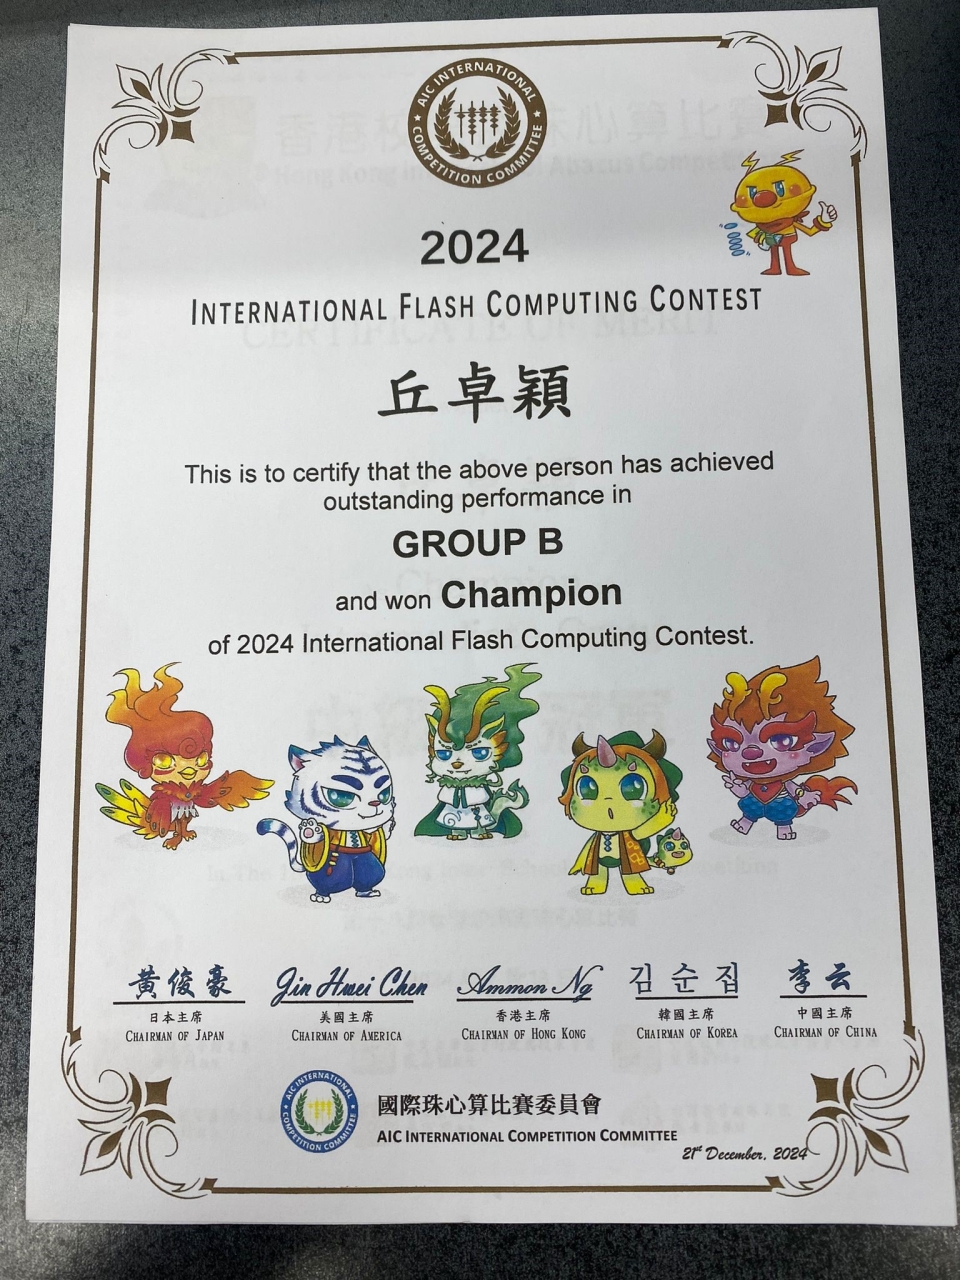 AIC INTERNATIONAL
COMPETITION COMMITTEE
2024
INTERNATIONAL FLASH COMPUTING CONTEST
丘卓穎
This is to certify that the above person has achieved
outstanding performance in
GROUP B
and won Champion
of 2024 International Flash Computing Contest.
黃俊豪 Jin Hwei Chen Ammon Ng 김순집 李云
日本主席 美國主席 香港主席 韓國主席 中國主席
CHAIRMAN OF JAPAN CHAIRMAN OF AMERICA CHAIRMAN OF HONG KONG CHAIRMAN OF KOREA CHAIRMAN OF CHINA
AIC INTERNATIONAL
COMPETITION COMMITTEE
國際珠心算比賽委員會
AIC INTERNATIONAL COMPETITION COMMITTEE
21st December, 2024